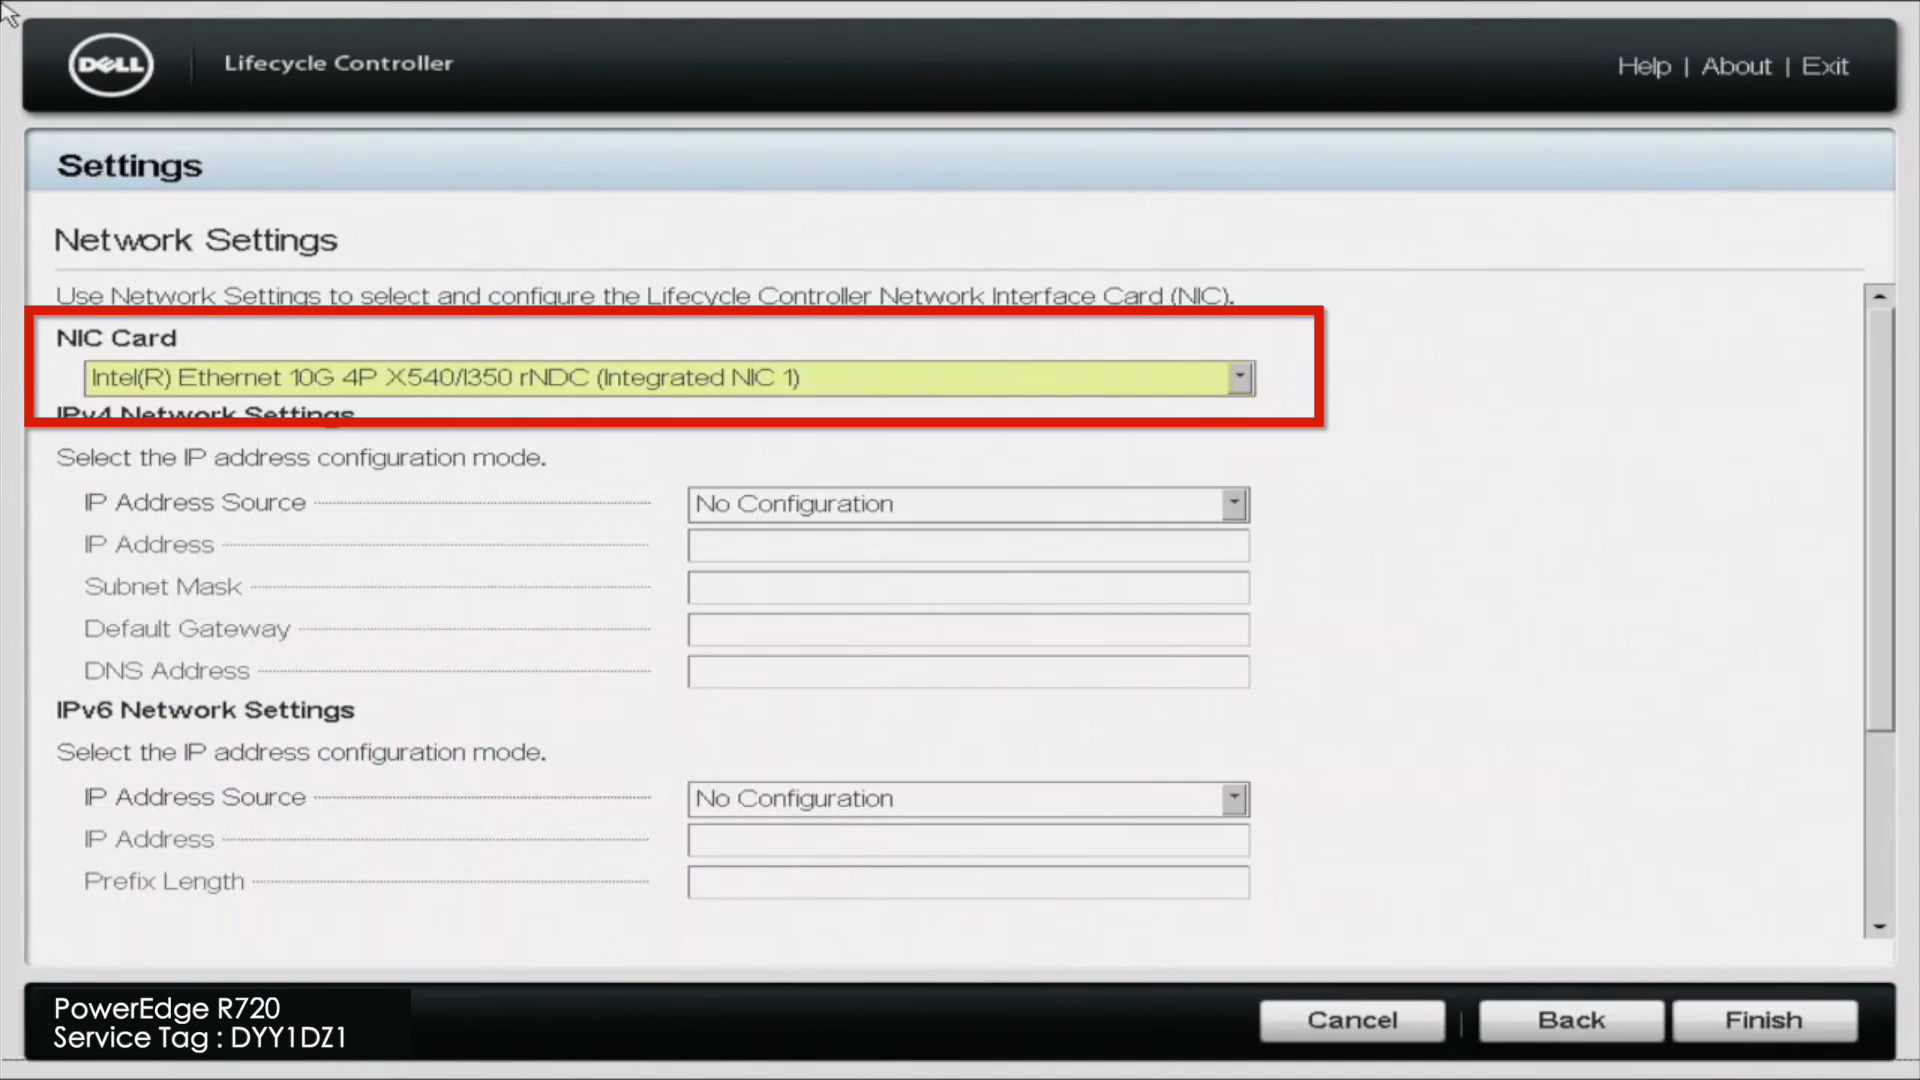 DELL
Lifecycle Controller
Help | About | Exit
Settings
Network Settings
Use Network Settings to select and configure the Lifecycle Controller Network Interface Card (NIC).
NIC Card
Intel(R) Ethernet 10G 4P X540/I350 rNDC (Integrated NIC 1)
IPv4 Network Settings
Select the IP address configuration mode.
IP Address Source No Configuration
IP Address
Subnet Mask
Default Gateway
DNS Address
IPv6 Network Settings
Select the IP address configuration mode.
IP Address Source No Configuration
IP Address
Prefix Length
PowerEdge R720
Service Tag : DYY1DZ1
Cancel | Back Finish